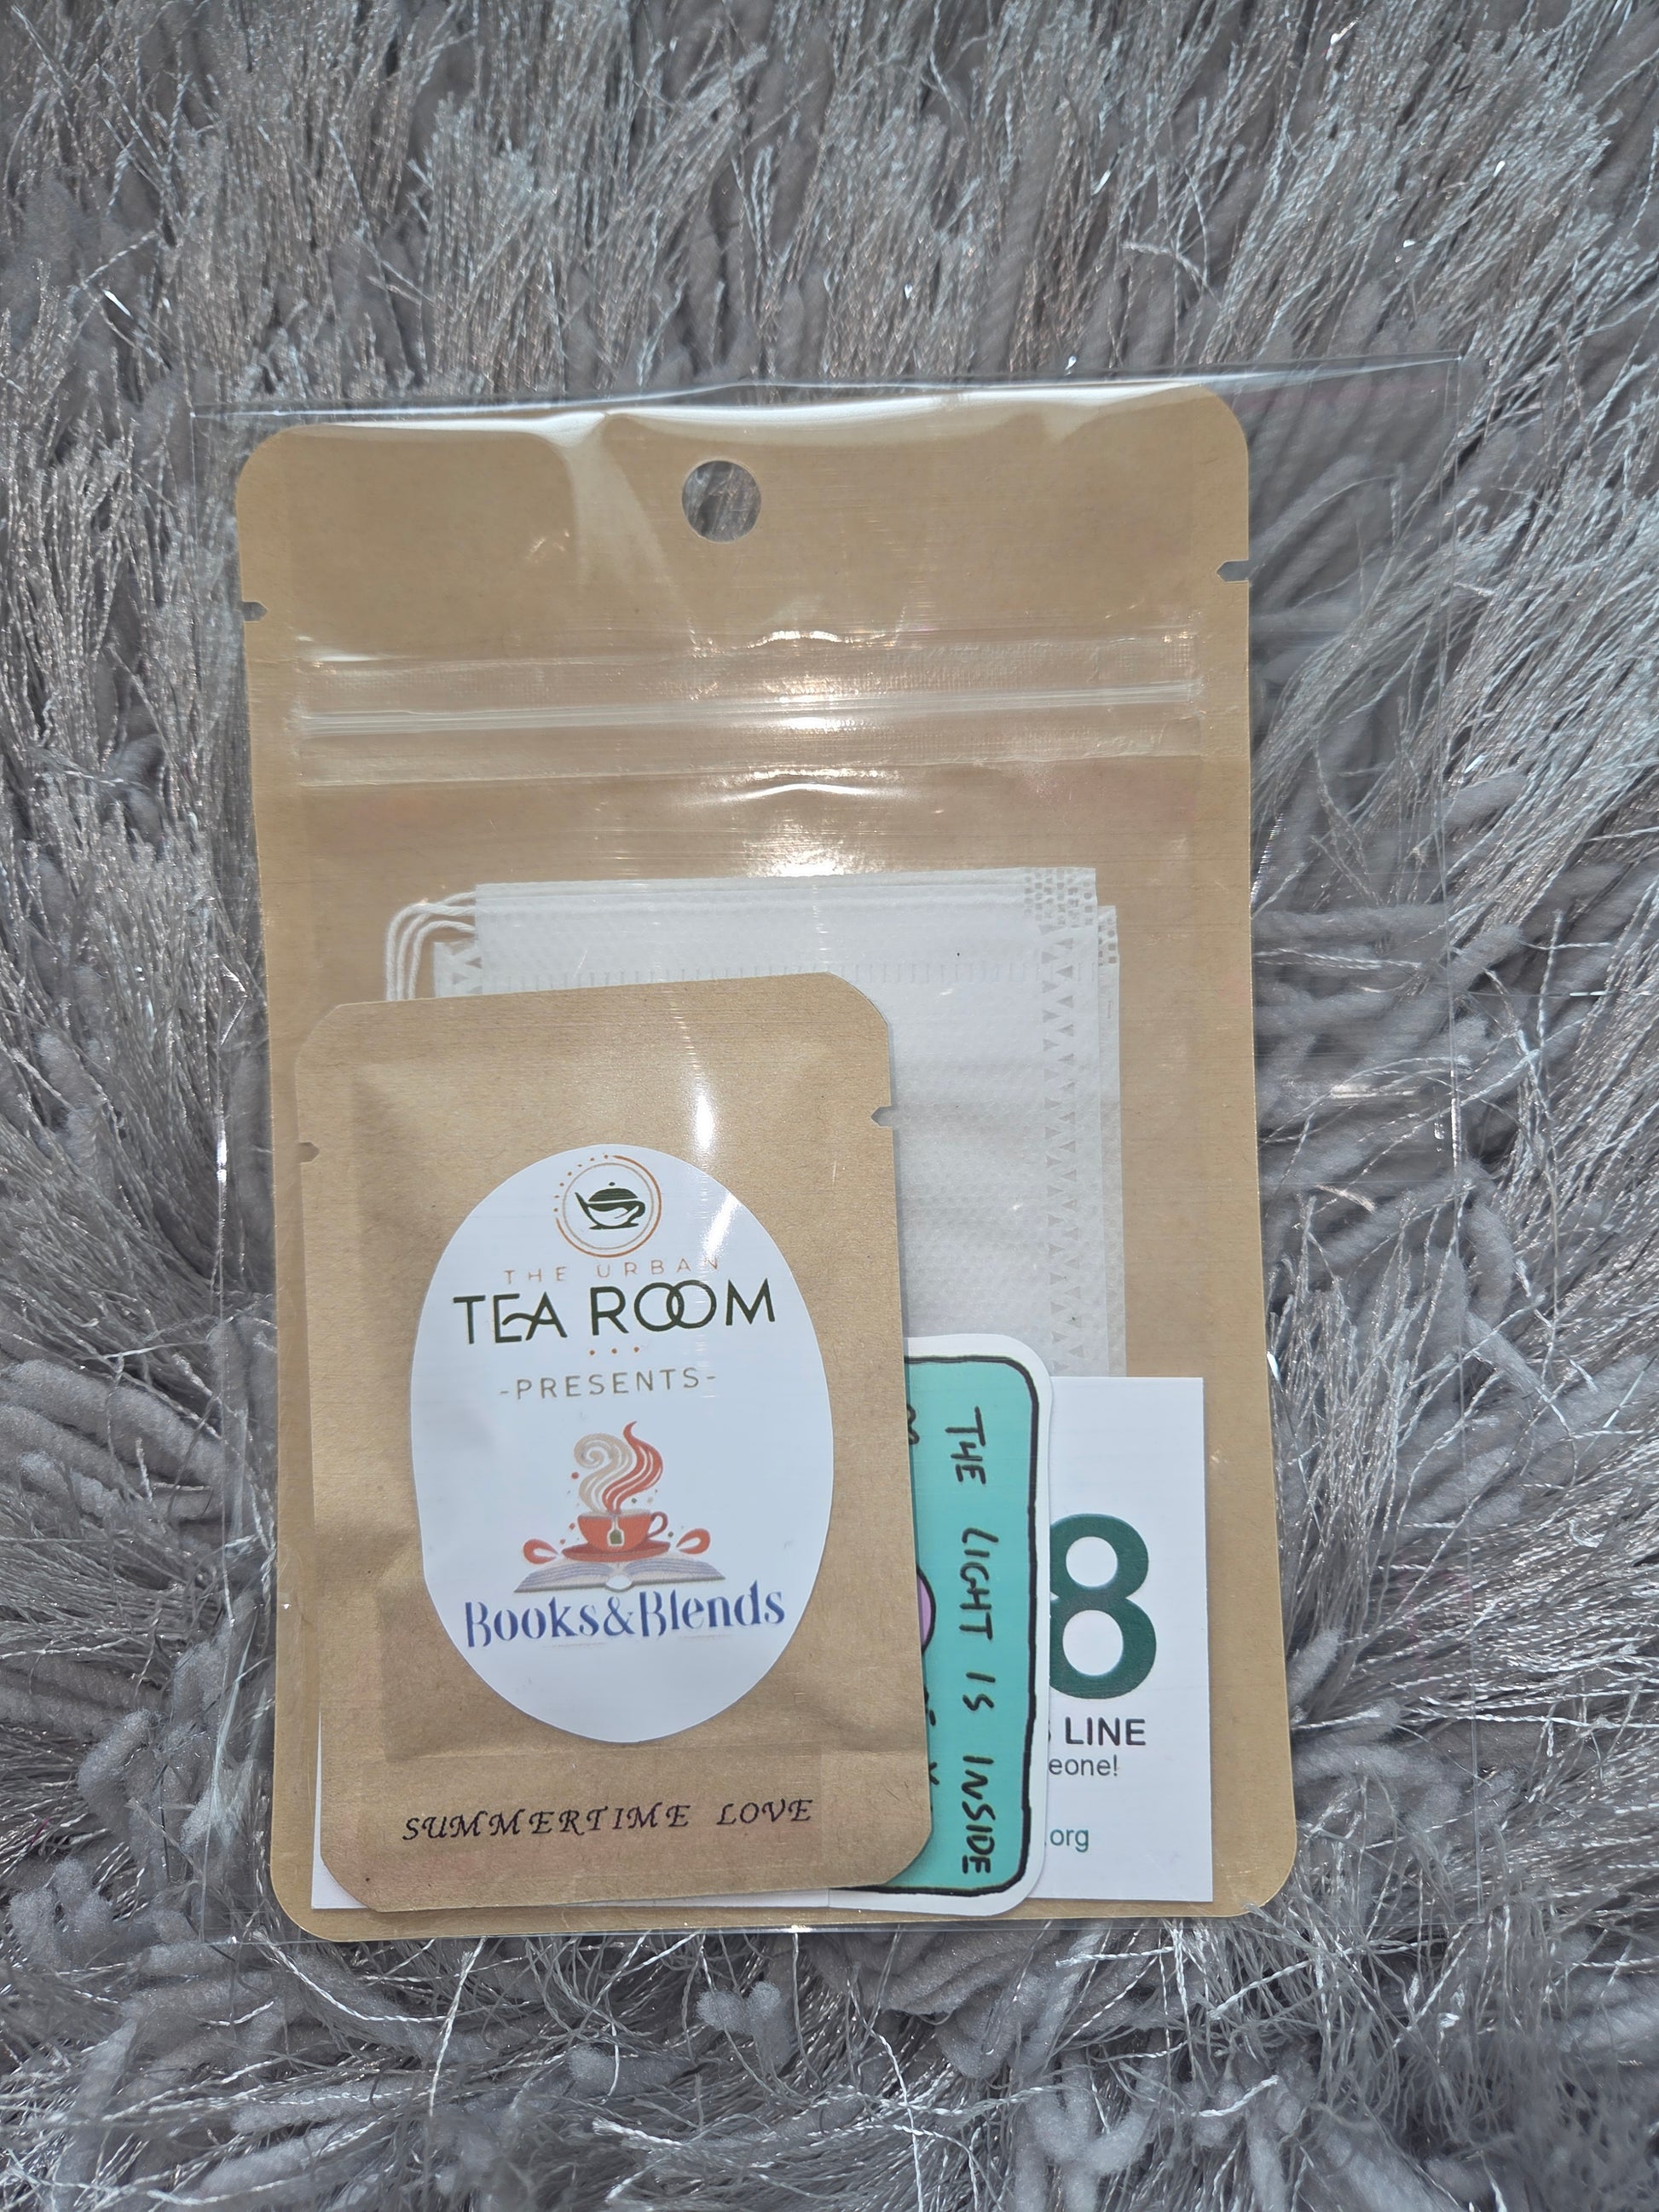 THE URBAN
TEA ROOM
-PRESENTS-
Books&Blends
SUMMERTIME LOVE
THE LIGHT IS INSIDE
8
LINE
eone!
.org